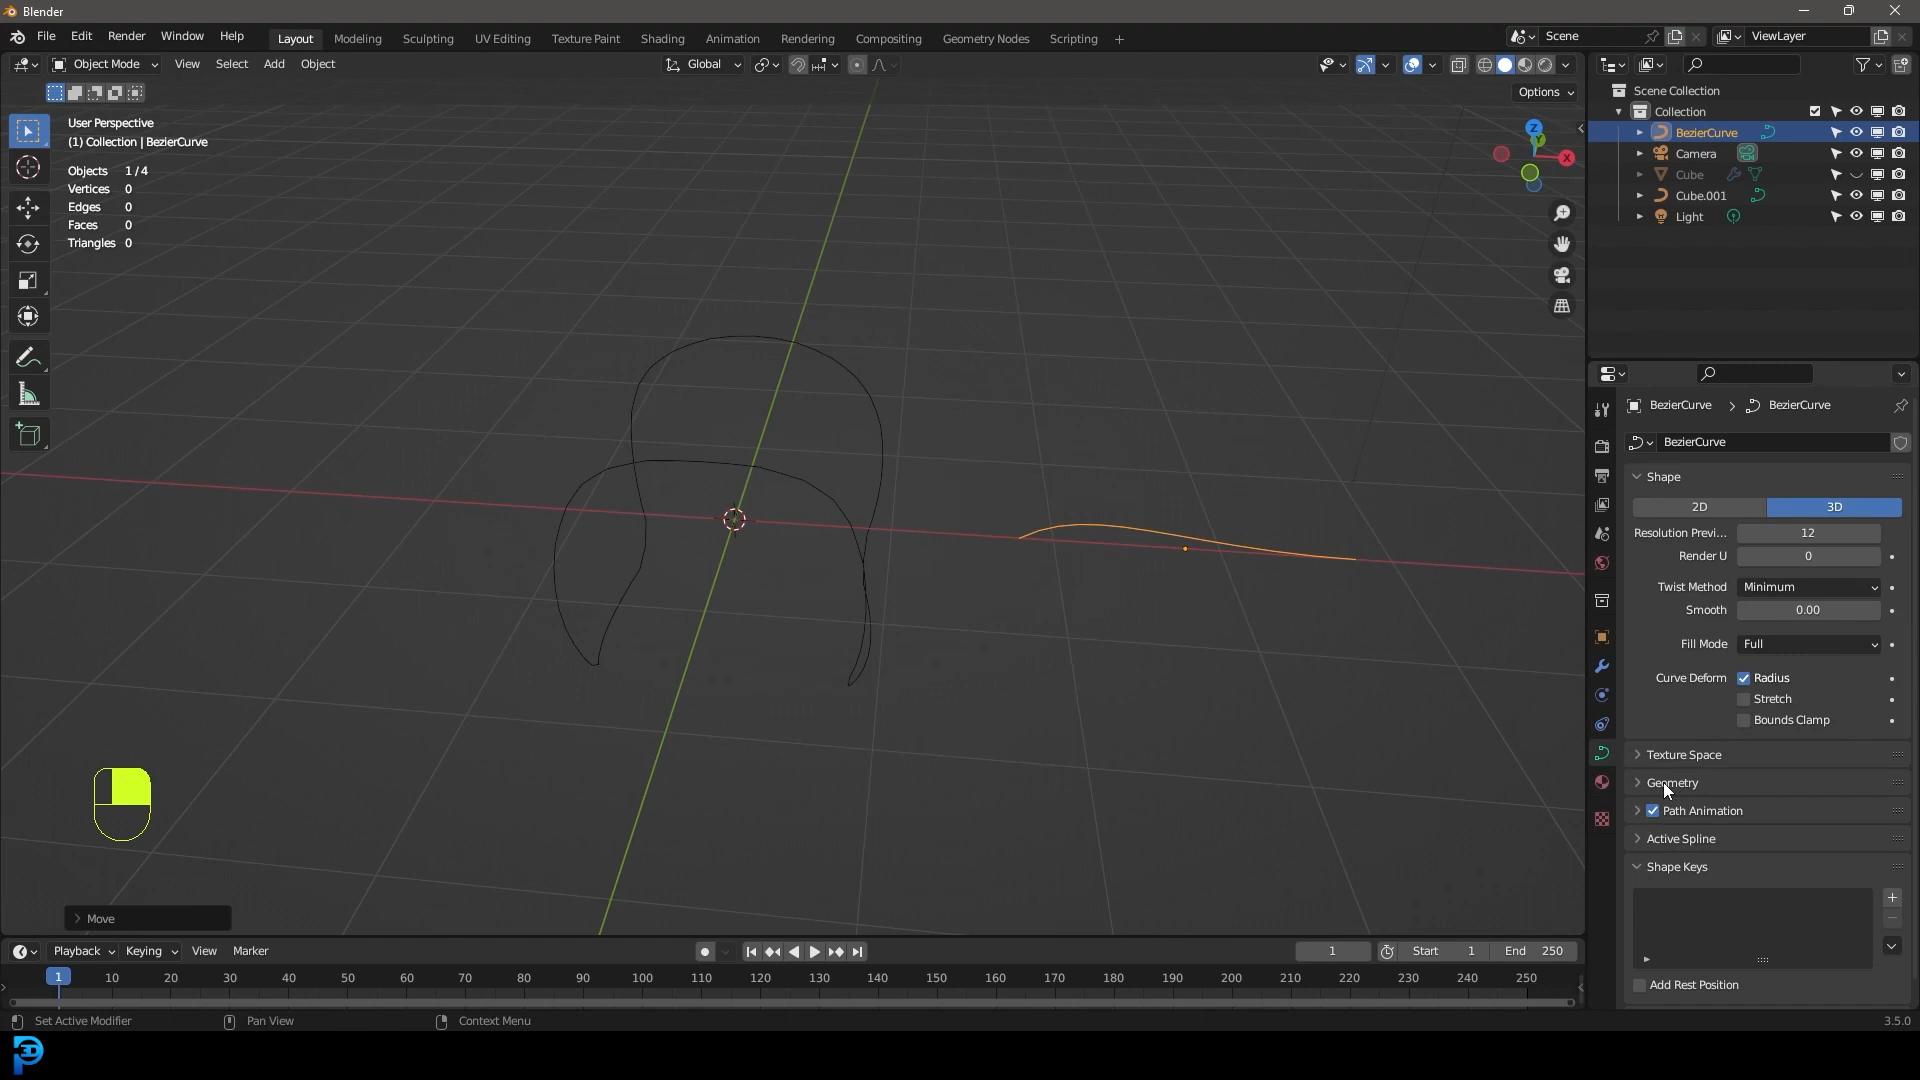 Blender
File Edit Render Window Help Layout Modeling Sculpting UV Editing Texture Paint Shading Animation Rendering Compositing Geometry Nodes Scripting + Scene ViewLayer
Object Mode View Select Add Object Global
Options
User Perspective
(1) Collection | BezierCurve
Objects 1/4
Vertices 0
Edges 0
Faces 0
Triangles 0
Z
Y
X
Move
Scene Collection
Collection
BezierCurve
Camera
Cube
Cube.001
Light
BezierCurve > BezierCurve
BezierCurve
Shape
2D 3D
Resolution Previ... 12
Render U 0
Twist Method Minimum
Smooth 0.00
Fill Mode Full
Curve Deform Radius
Stretch
Bounds Clamp
Texture Space
Geometry
Path Animation
Active Spline
Shape Keys
Add Rest Position
Playback Keying View Marker 1 Start 1 End 250
1 10 20 30 40 50 60 70 80 90 100 110 120 130 140 150 160 170 180 190 200 210 220 230 240 250
Set Active Modifier Pan View Context Menu 3.5.0
3D